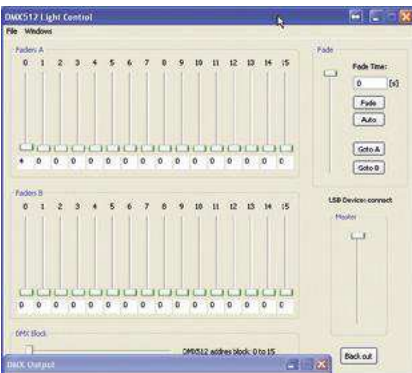 DMX512 Light Control
File Windows
Faders A
0 1 2 3 4 5 6 7 8 9 10 11 12 13 14 15
0 0 0 0 0 0 0 0 0 0 0 0 0 0 0
Fade
Fade Time:
0 [s]
Fade
Auto
Goto A
Goto B
Faders B
0 1 2 3 4 5 6 7 8 9 10 11 12 13 14 15
0 0 0 0 0 0 0 0 0 0 0 0 0 0 0 0
USB Device: connect
Master
DMX Block
DMX512 addres block: 0 to 15
Back out
DMX Output